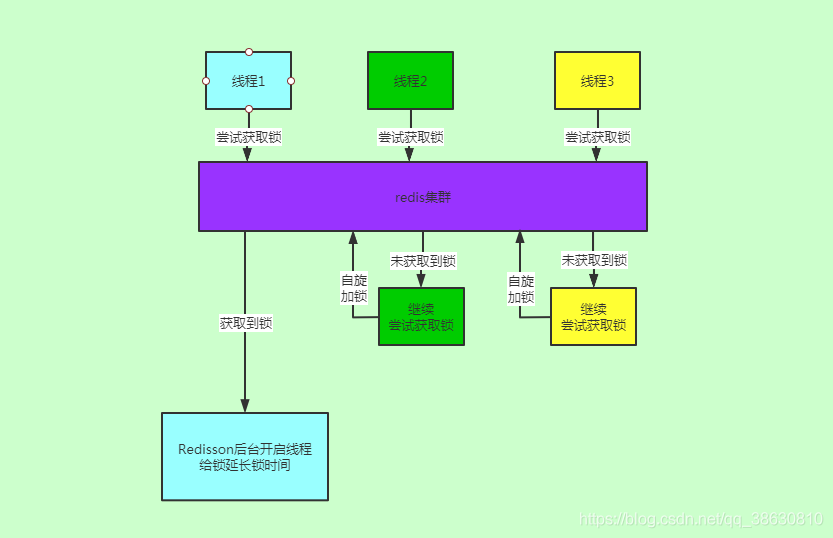 线程1
线程2
线程3
尝试获取锁
尝试获取锁
尝试获取锁
redis集群
未获取到锁
未获取到锁
自旋
加锁
自旋
加锁
继续
尝试获取锁
继续
尝试获取锁
获取到锁
Redisson后台开启线程
给锁延长锁时间
https://blog.csdn.net/qq_38630810